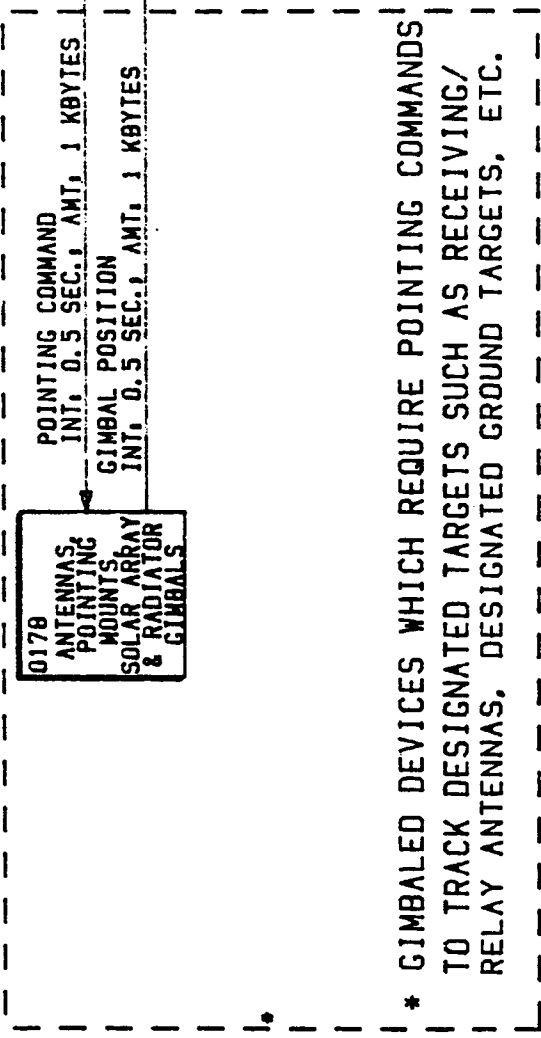 POINTING COMMAND
INT: 0.5 SEC., AMT: 1 KBYTES
GIMBAL POSITION
INT: 0.5 SEC., AMT: 1 KBYTES
0178
ANTENNAS,
POINTING
MOUNTS,
SOLAR ARRAY
& RADIATOR
GIMBALS
*
* GIMBALED DEVICES WHICH REQUIRE POINTING COMMANDS
TO TRACK DESIGNATED TARGETS SUCH AS RECEIVING/
RELAY ANTENNAS, DESIGNATED GROUND TARGETS, ETC.